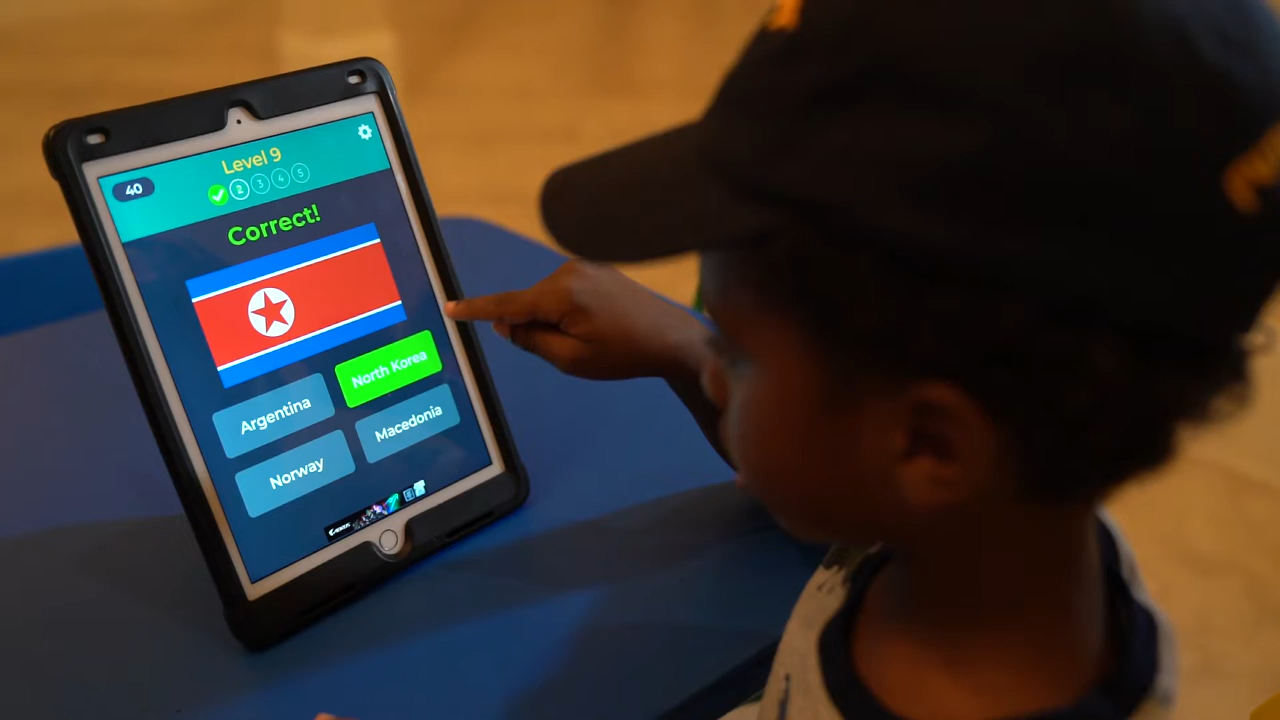 Level 9
40
2 3 4 5
Correct!
North Korea
Argentina
Macedonia
Norway